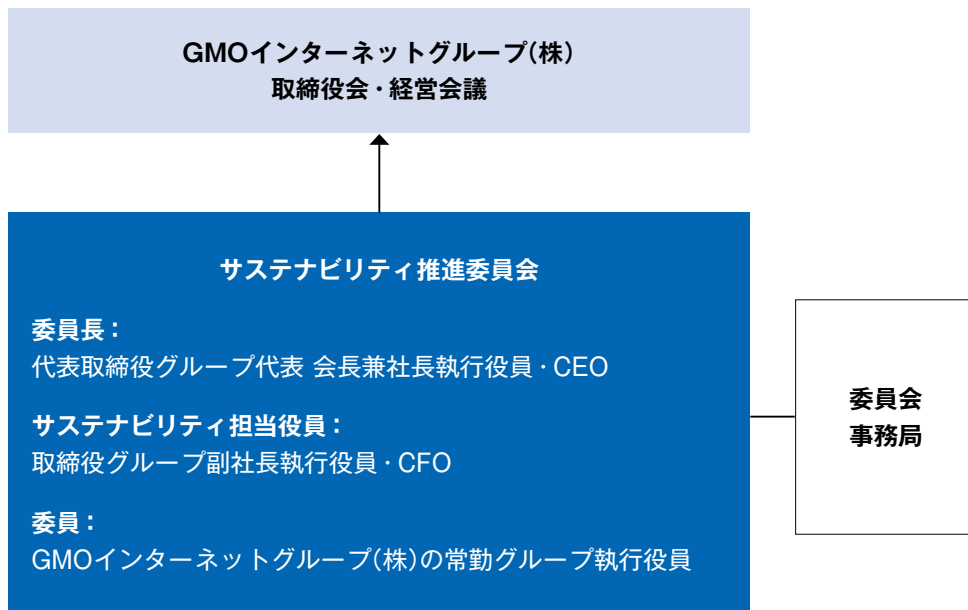 GMOインターネットグループ(株)
取締役会・経営会議
サステナビリティ推進委員会
委員長：
代表取締役グループ代表 会長兼社長執行役員・CEO
サステナビリティ担当役員：
取締役グループ副社長執行役員・CFO
委員：
GMOインターネットグループ(株)の常勤グループ執行役員
委員会
事務局